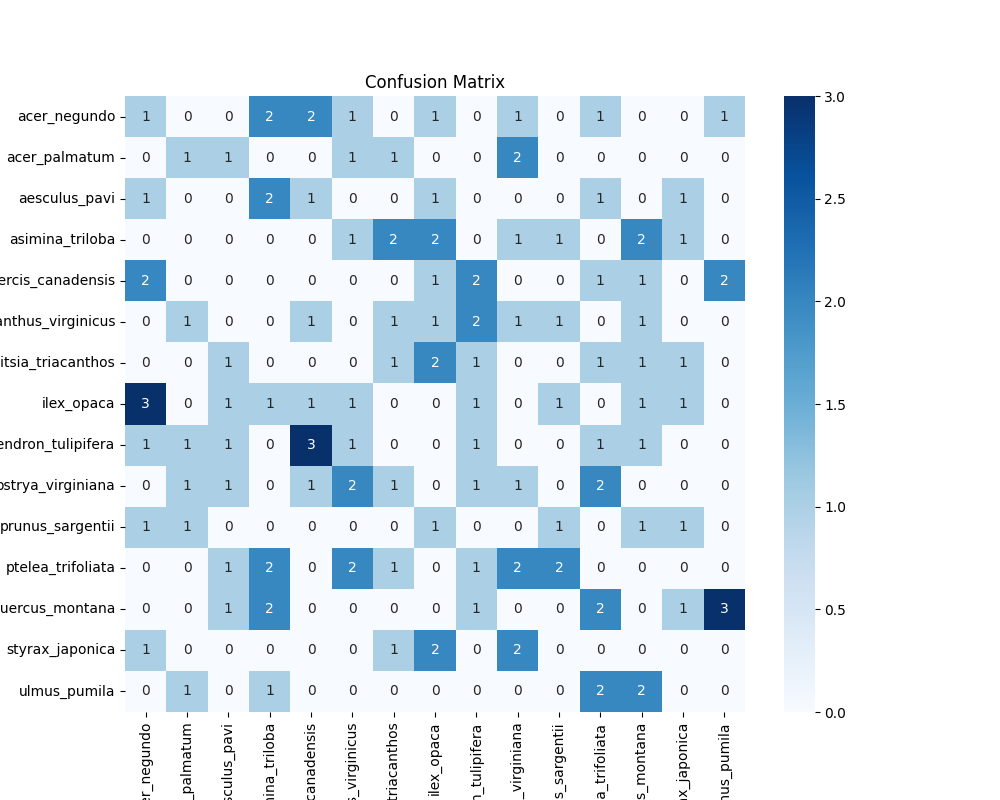 Confusion Matrix
acer_negundo 1 0 0 2 2 1 0 1 0 1 0 1 0 0 1
acer_palmatum 0 1 1 0 0 1 1 0 0 2 0 0 0 0 0
aesculus_pavi 1 0 0 2 1 0 0 1 0 0 0 1 0 1 0
asimina_triloba 0 0 0 0 0 1 2 2 0 1 1 0 2 1 0
ercis_canadensis 2 0 0 0 0 0 0 1 2 0 0 1 1 0 2
anthus_virginicus 0 1 0 0 1 0 1 1 2 1 1 0 1 0 0
itsia_triacanthos 0 0 1 0 0 0 1 2 1 0 0 1 1 1 0
ilex_opaca 3 0 1 1 1 1 0 0 1 0 1 0 1 1 0
endron_tulipifera 1 1 1 0 3 1 0 0 1 0 0 1 1 0 0
ostrya_virginiana 0 1 1 0 1 2 1 0 1 1 0 2 0 0 0
prunus_sargentii 1 1 0 0 0 0 0 1 0 0 1 0 1 1 0
ptelea_trifoliata 0 0 1 2 0 2 1 0 1 2 2 0 0 0 0
uercus_montana 0 0 1 2 0 0 0 0 1 0 0 2 0 1 3
styrax_japonica 1 0 0 0 0 0 1 2 0 2 0 0 0 0 0
ulmus_pumila 0 1 0 1 0 0 0 0 0 0 0 2 2 0 0
er_negundo
_palmatum
sculus_pavi
mina_triloba
canadensis
s_virginicus
triacanthos
ilex_opaca
n_tulipifera
_virginiana
s_sargentii
a_trifoliata
s_montana
ax_japonica
nus_pumila
3.0
2.5
2.0
1.5
1.0
0.5
0.0